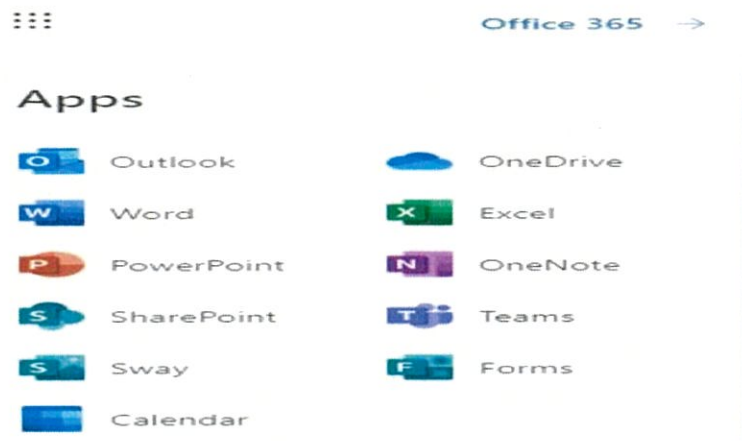 Office 365 →
Apps
Outlook OneDrive
Word Excel
PowerPoint OneNote
SharePoint Teams
Sway Forms
Calendar